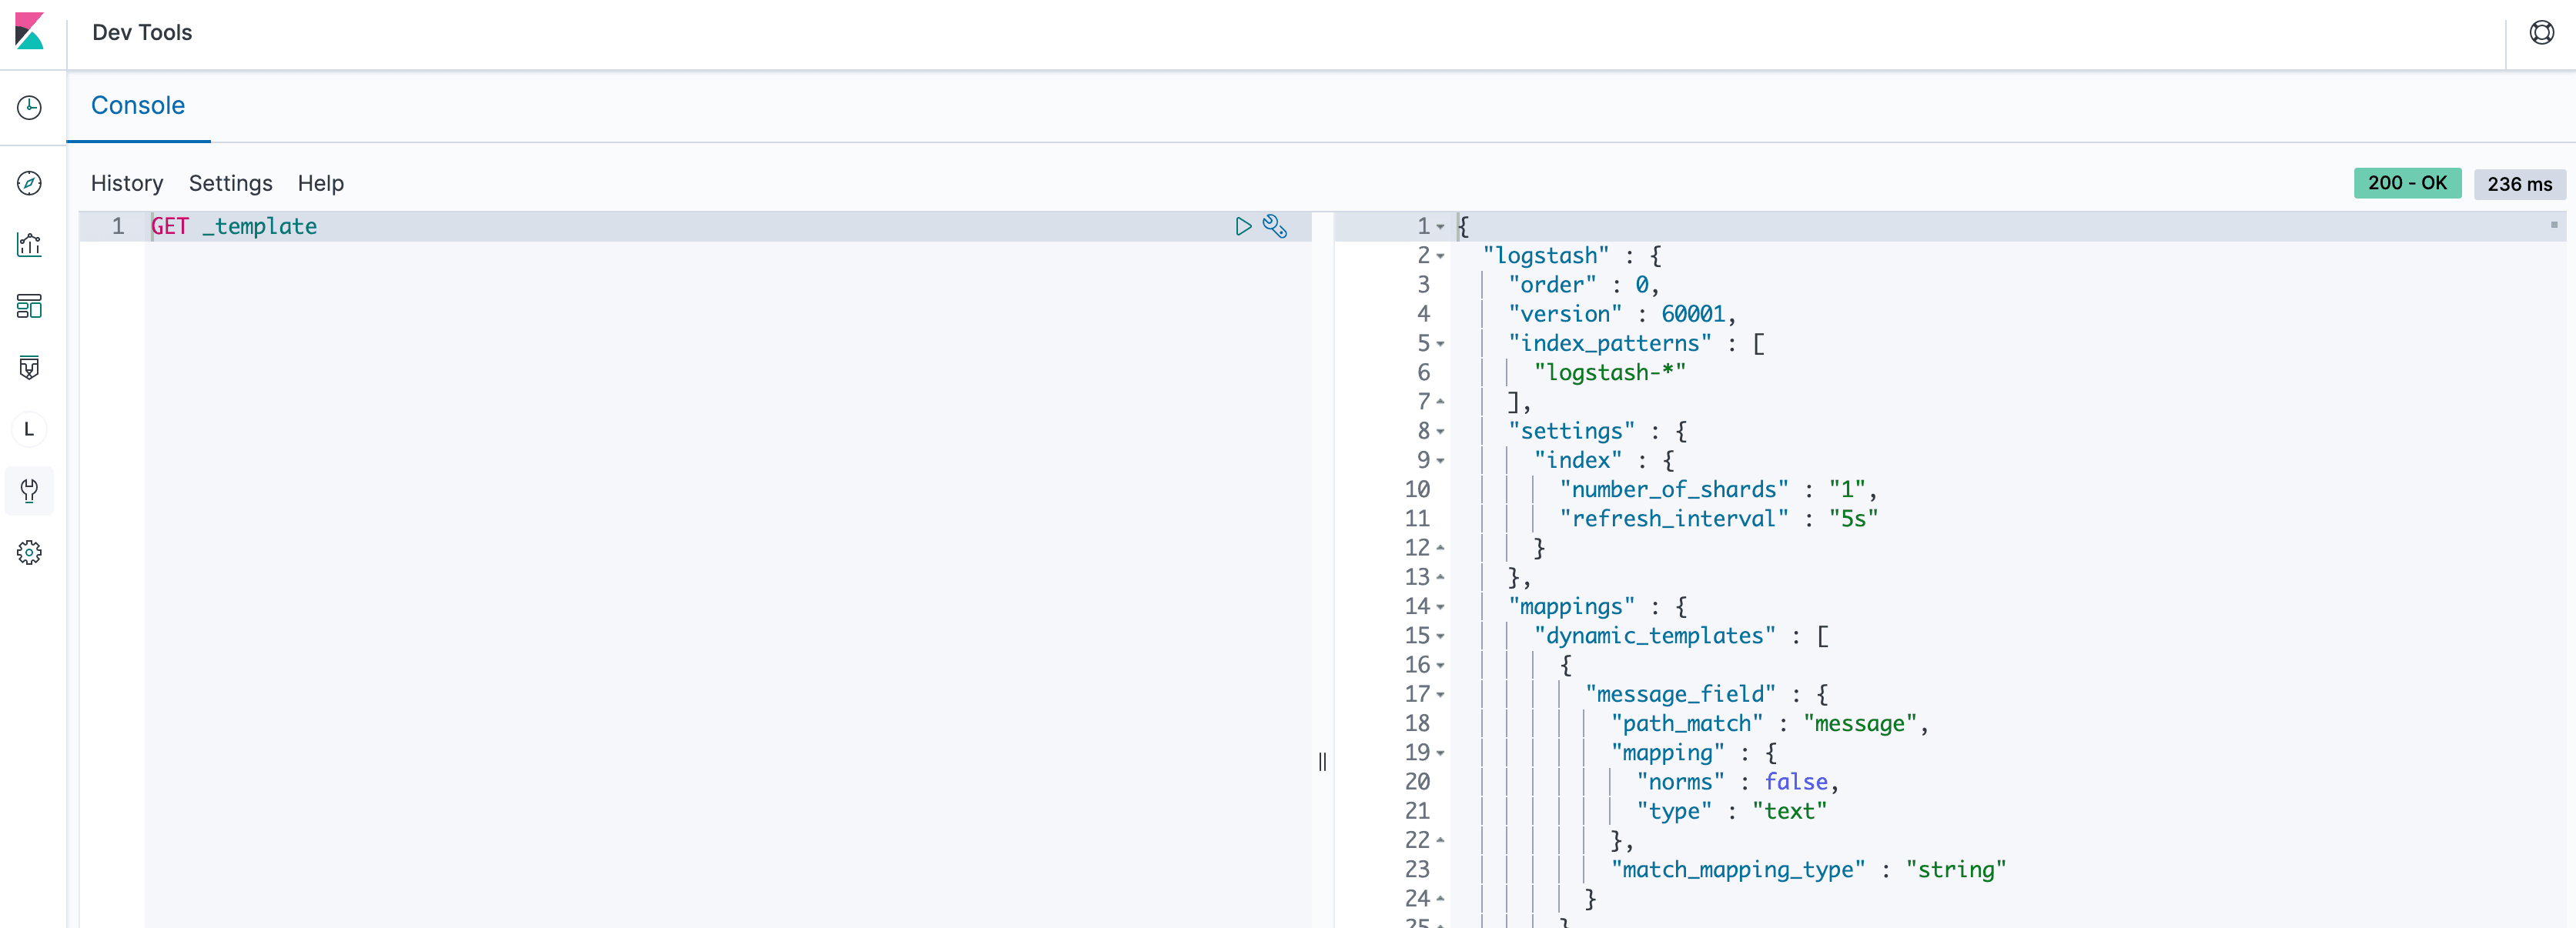 Dev Tools
Console
History Settings Help
200 - OK 236 ms
1 GET _template
L
1 {
2 "logstash" : {
3 "order" : 0,
4 "version" : 60001,
5 "index_patterns" : [
6 "logstash-*"
7 ],
8 "settings" : {
9 "index" : {
10 "number_of_shards" : "1",
11 "refresh_interval" : "5s"
12 }
13 },
14 "mappings" : {
15 "dynamic_templates" : [
16 {
17 "message_field" : {
18 "path_match" : "message",
19 "mapping" : {
20 "norms" : false,
21 "type" : "text"
22 },
23 "match_mapping_type" : "string"
24 }
25 }